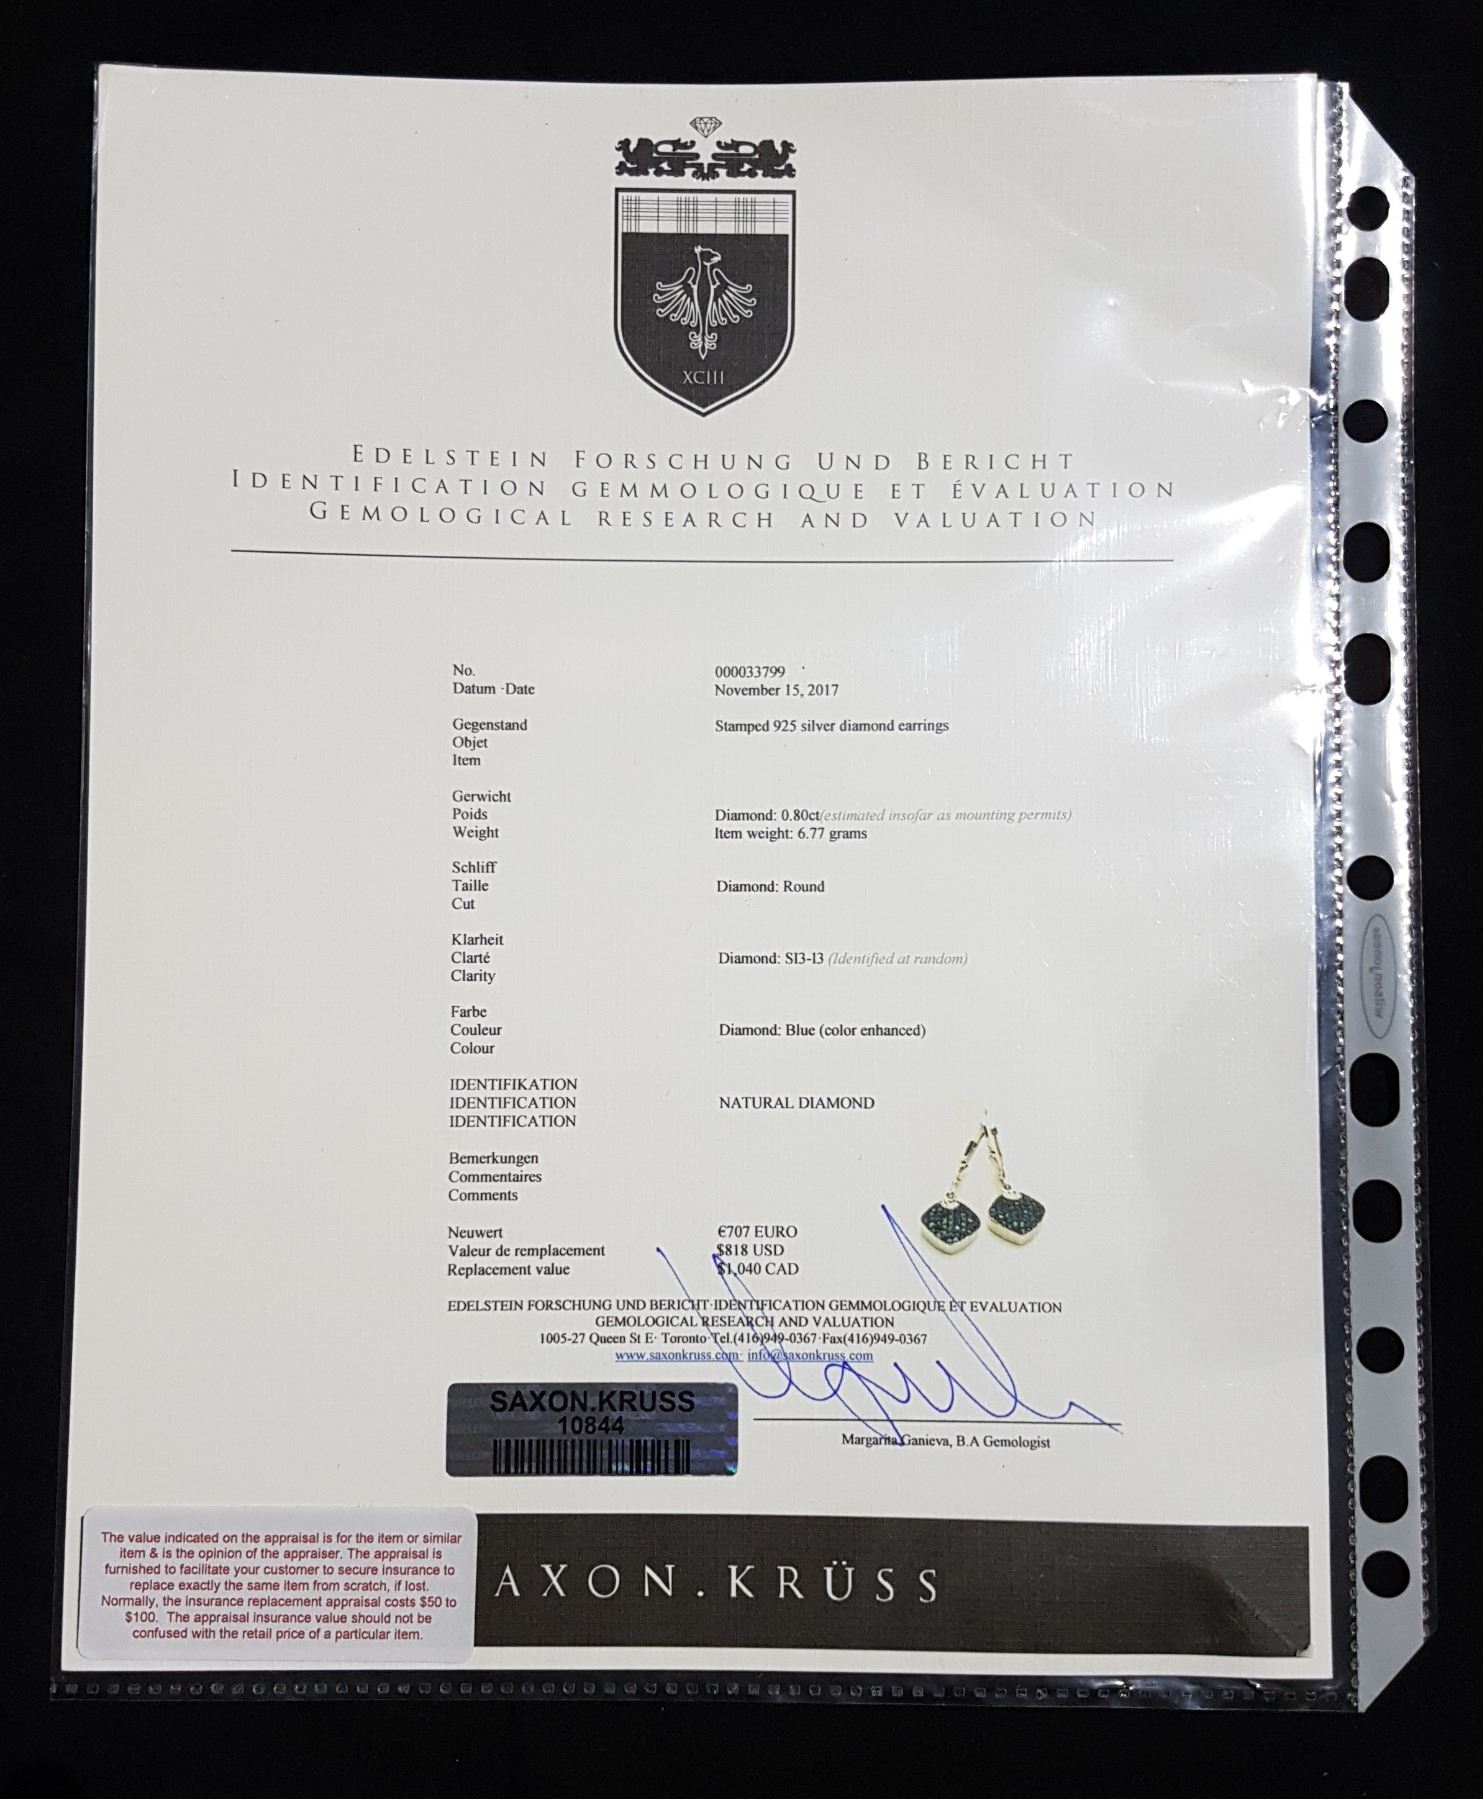 XCIII
EDELSTEIN FORSCHUNG UND BERICHT
IDENTIFICATION GEMMOLOGIQUE ET ÉVALUATION
GEMOLOGICAL RESEARCH AND VALUATION
No. 000033799
Datum ·Date November 15, 2017
Gegenstand Stamped 925 silver diamond earrings
Objet
Item
Gerwicht
Poids Diamond: 0.80ct(estimated insofar as mounting permits)
Weight Item weight: 6.77 grams
Schliff
Taille Diamond: Round
Cut
Klarheit
Clarté Diamond: SI3-I3 (Identified at random)
Clarity
Farbe
Couleur Diamond: Blue (color enhanced)
Colour
IDENTIFIKATION
IDENTIFICATION NATURAL DIAMOND
IDENTIFICATION
Bemerkungen
Commentaires
Comments
Neuwert €707 EURO
Valeur de remplacement $818 USD
Replacement value $1,040 CAD
EDELSTEIN FORSCHUNG UND BERICHT·IDENTIFICATION GEMMOLOGIQUE ET EVALUATION
GEMOLOGICAL RESEARCH AND VALUATION
1005-27 Queen St E· Toronto·Tel.(416)949-0367·Fax(416)949-0367
www.saxonkruss.com· info@saxonkruss.com
SAXON.KRUSS
10844
Margarita Ganieva, B.A Gemologist
AXON.KRÜSS
The value indicated on the appraisal is for the item or similar
item & is the opinion of the appraiser. The appraisal is
furnished to facilitate your customer to secure insurance to
replace exactly the same item from scratch, if lost.
Normally, the insurance replacement appraisal costs $50 to
$100. The appraisal insurance value should not be
confused with the retail price of a particular item.